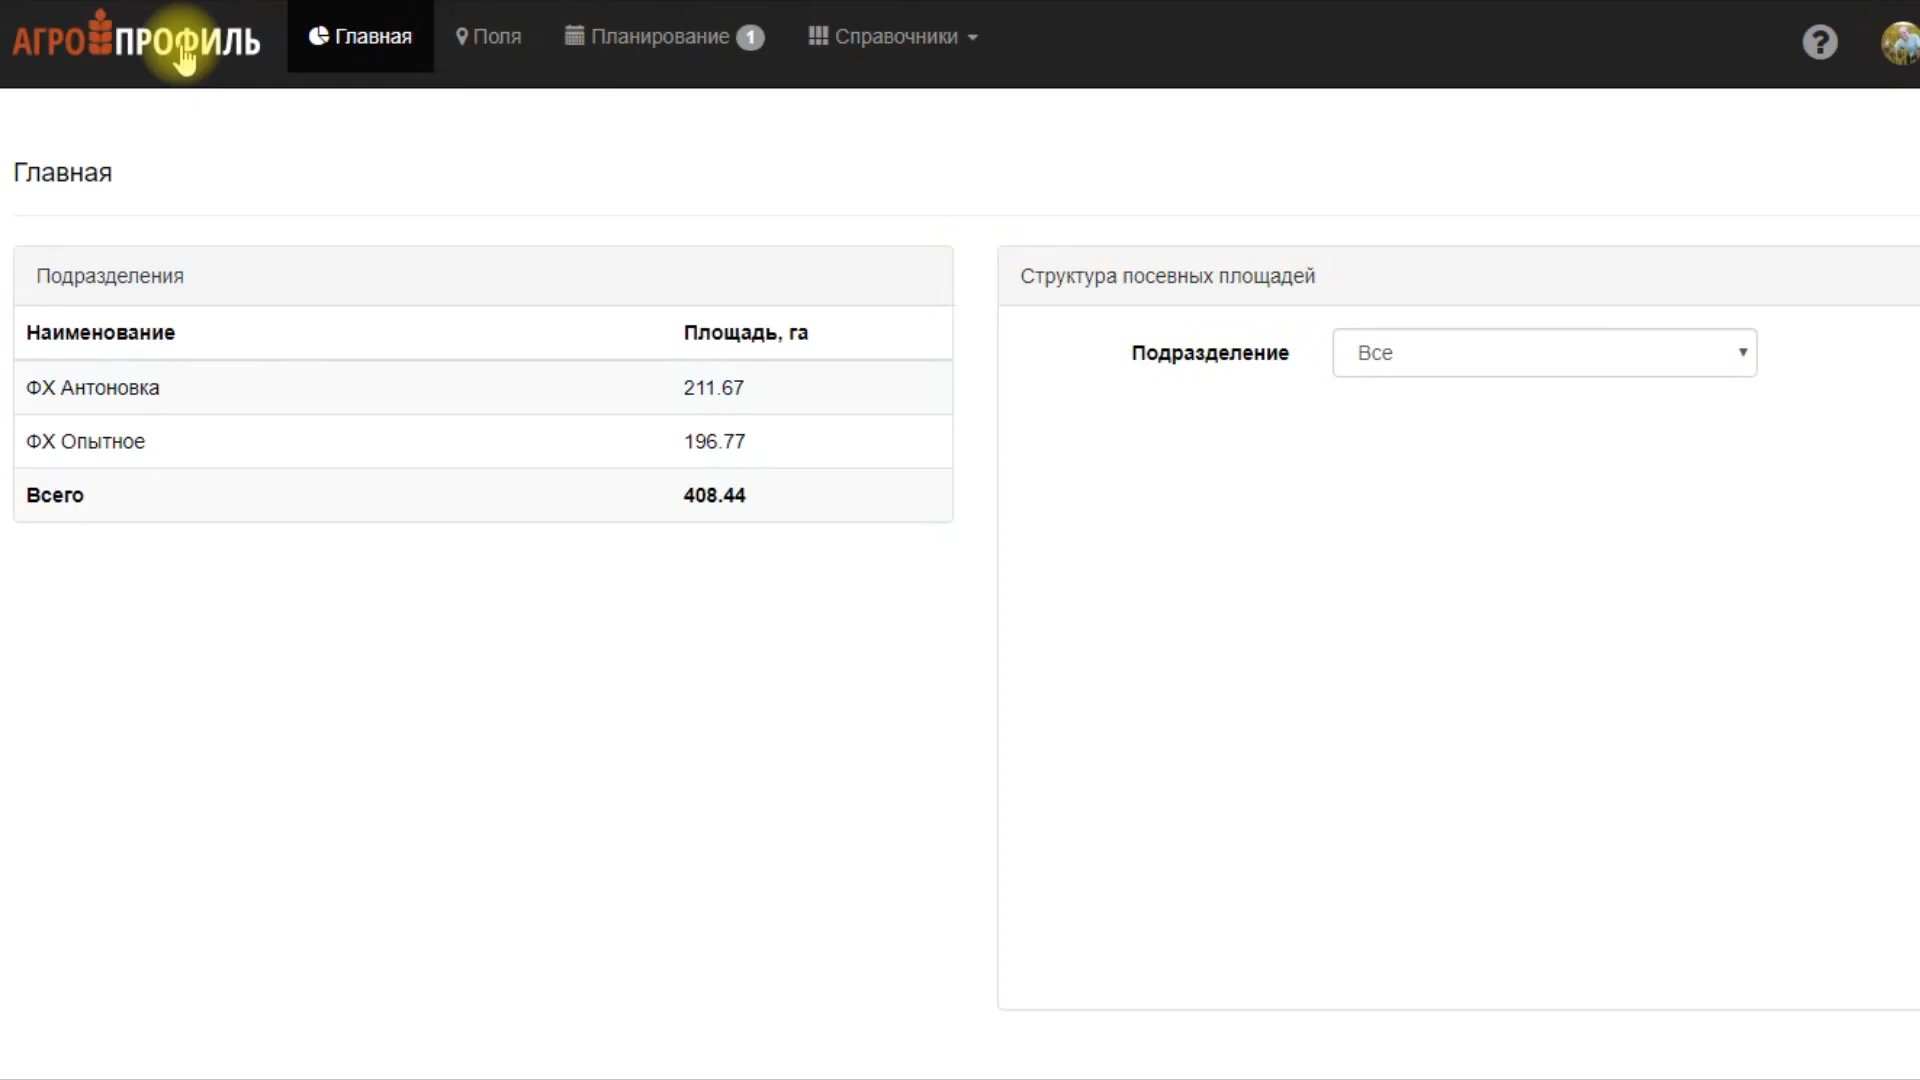 АГРОПРОФИЛЬ
Главная
Поля
Планирование 1
Справочники
?
Главная
Подразделения
Наименование Площадь, га
ФХ Антоновка 211.67
ФХ Опытное 196.77
Всего 408.44
Структура посевных площадей
Подразделение Все